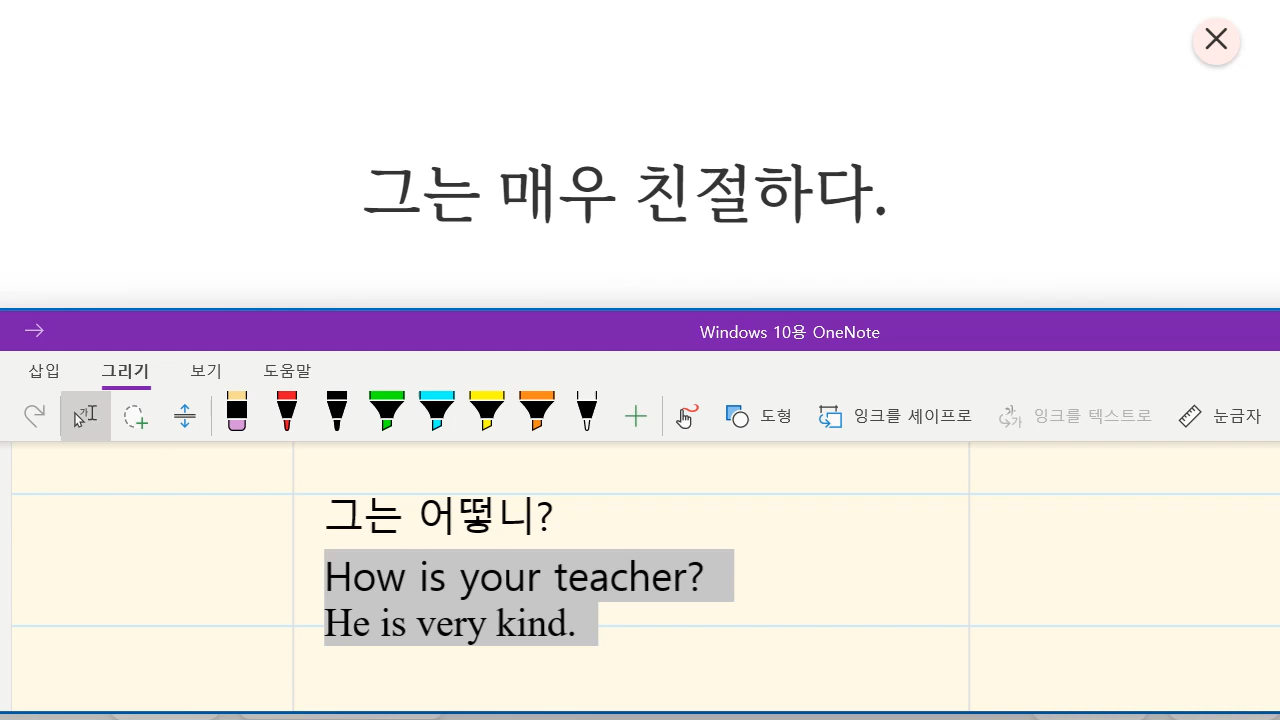 그는 매우 친절하다.
Windows 10용 OneNote
삽입 그리기 보기 도움말
도형 잉크를 셰이프로 잉크를 텍스트로 눈금자
그는 어떻니?
How is your teacher?
He is very kind.